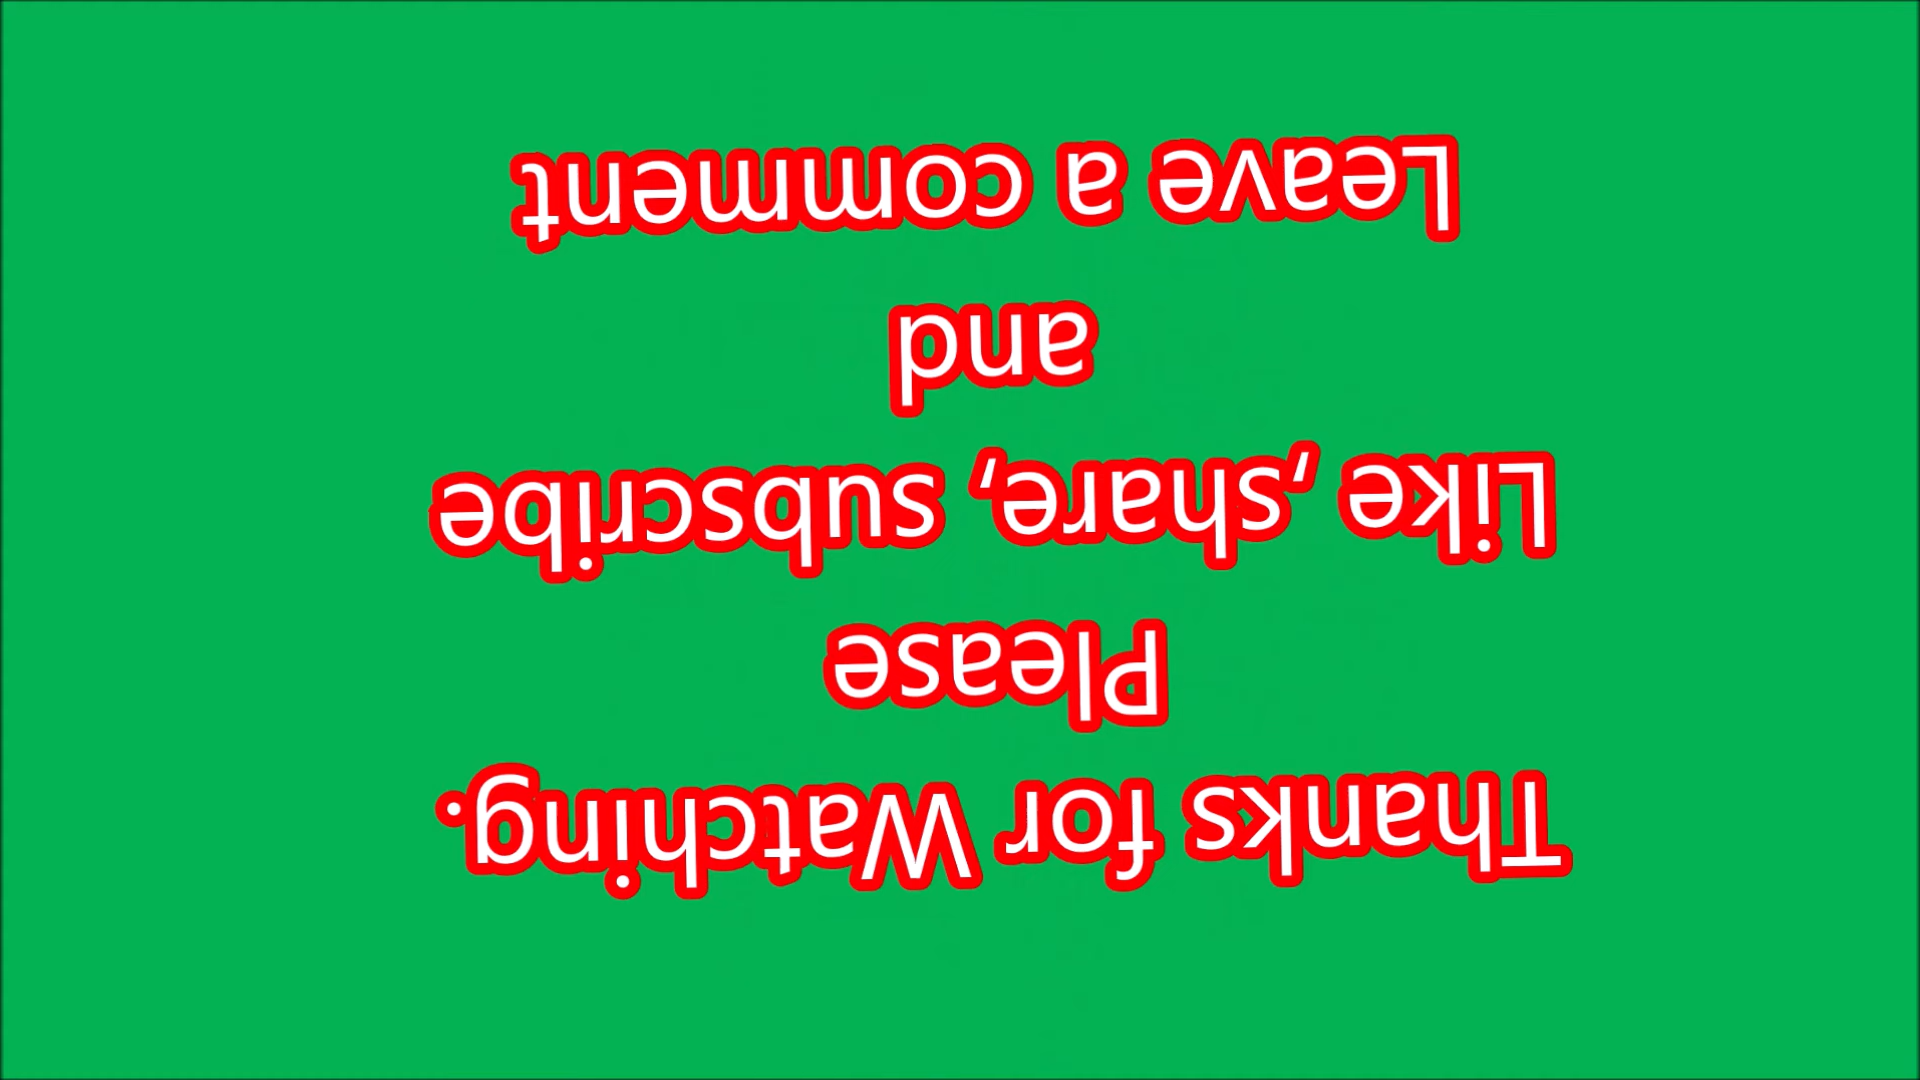 Thanks for Watching.
Please
Like ,share, subscribe
and
Leave a comment